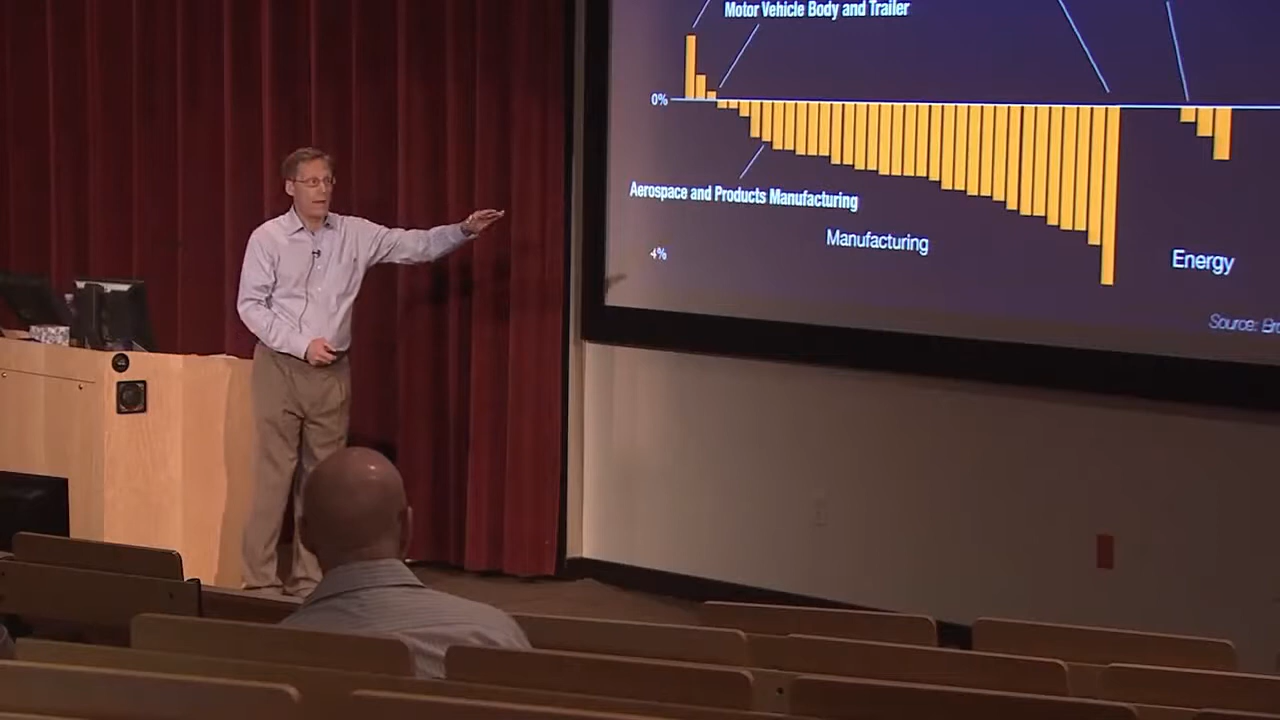 Motor Vehicle Body and Trailer
0%
Aerospace and Products Manufacturing
Manufacturing
4%
Energy
Source: